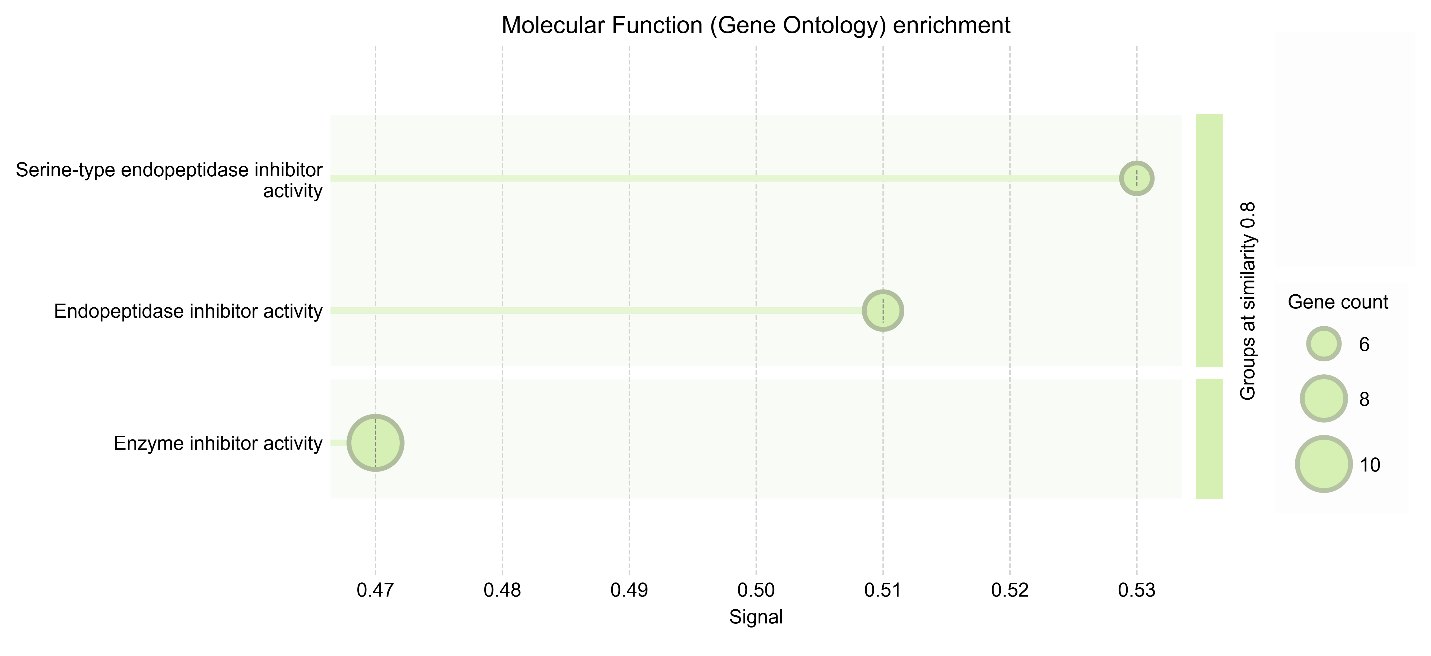 Molecular Function (Gene Ontology) enrichment
Serine-type endopeptidase inhibitor
activity
Endopeptidase inhibitor activity
Enzyme inhibitor activity
0.47 0.48 0.49 0.50 0.51 0.52 0.53
Signal
Groups at similarity 0.8
Gene count
6
8
10